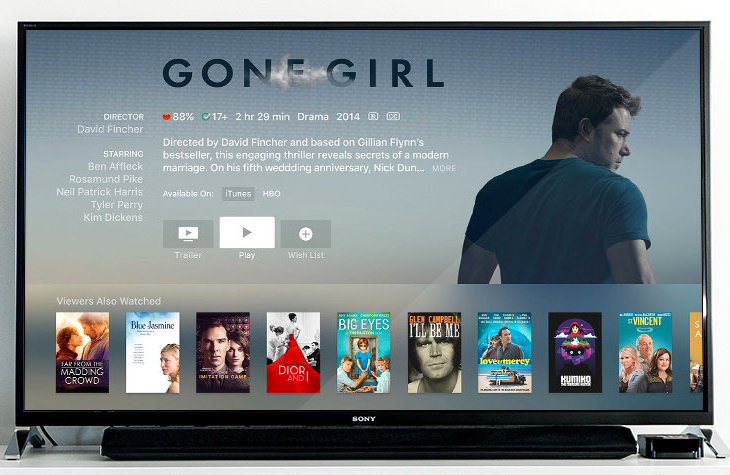 GONE GIRL
DIRECTOR
David Fincher
STARRING
Ben Affleck
Rosamund Pike
Neil Patrick Harris
Tyler Perry
Kim Dickens
88% 17+ 2 hr 29 min Drama 2014 R CC
Directed by David Fincher and based on Gillian Flynn's
bestseller, this engaging thriller reveals secrets of a modern
marriage. On his fifth weddding anniversary, Nick Dun... MORE
Available On: iTunes HBO
Trailer
Play
Wish List
Viewers Also Watched
FAR FROM THE
MADDING
CROWD
Blue Jasmine
THE
IMITATION GAME
DIOR
AND I
BIG EYES
GLEN CAMPBELL
I'LL BE ME
love & mercy
KUMIKO
ST. VINCENT
SONY